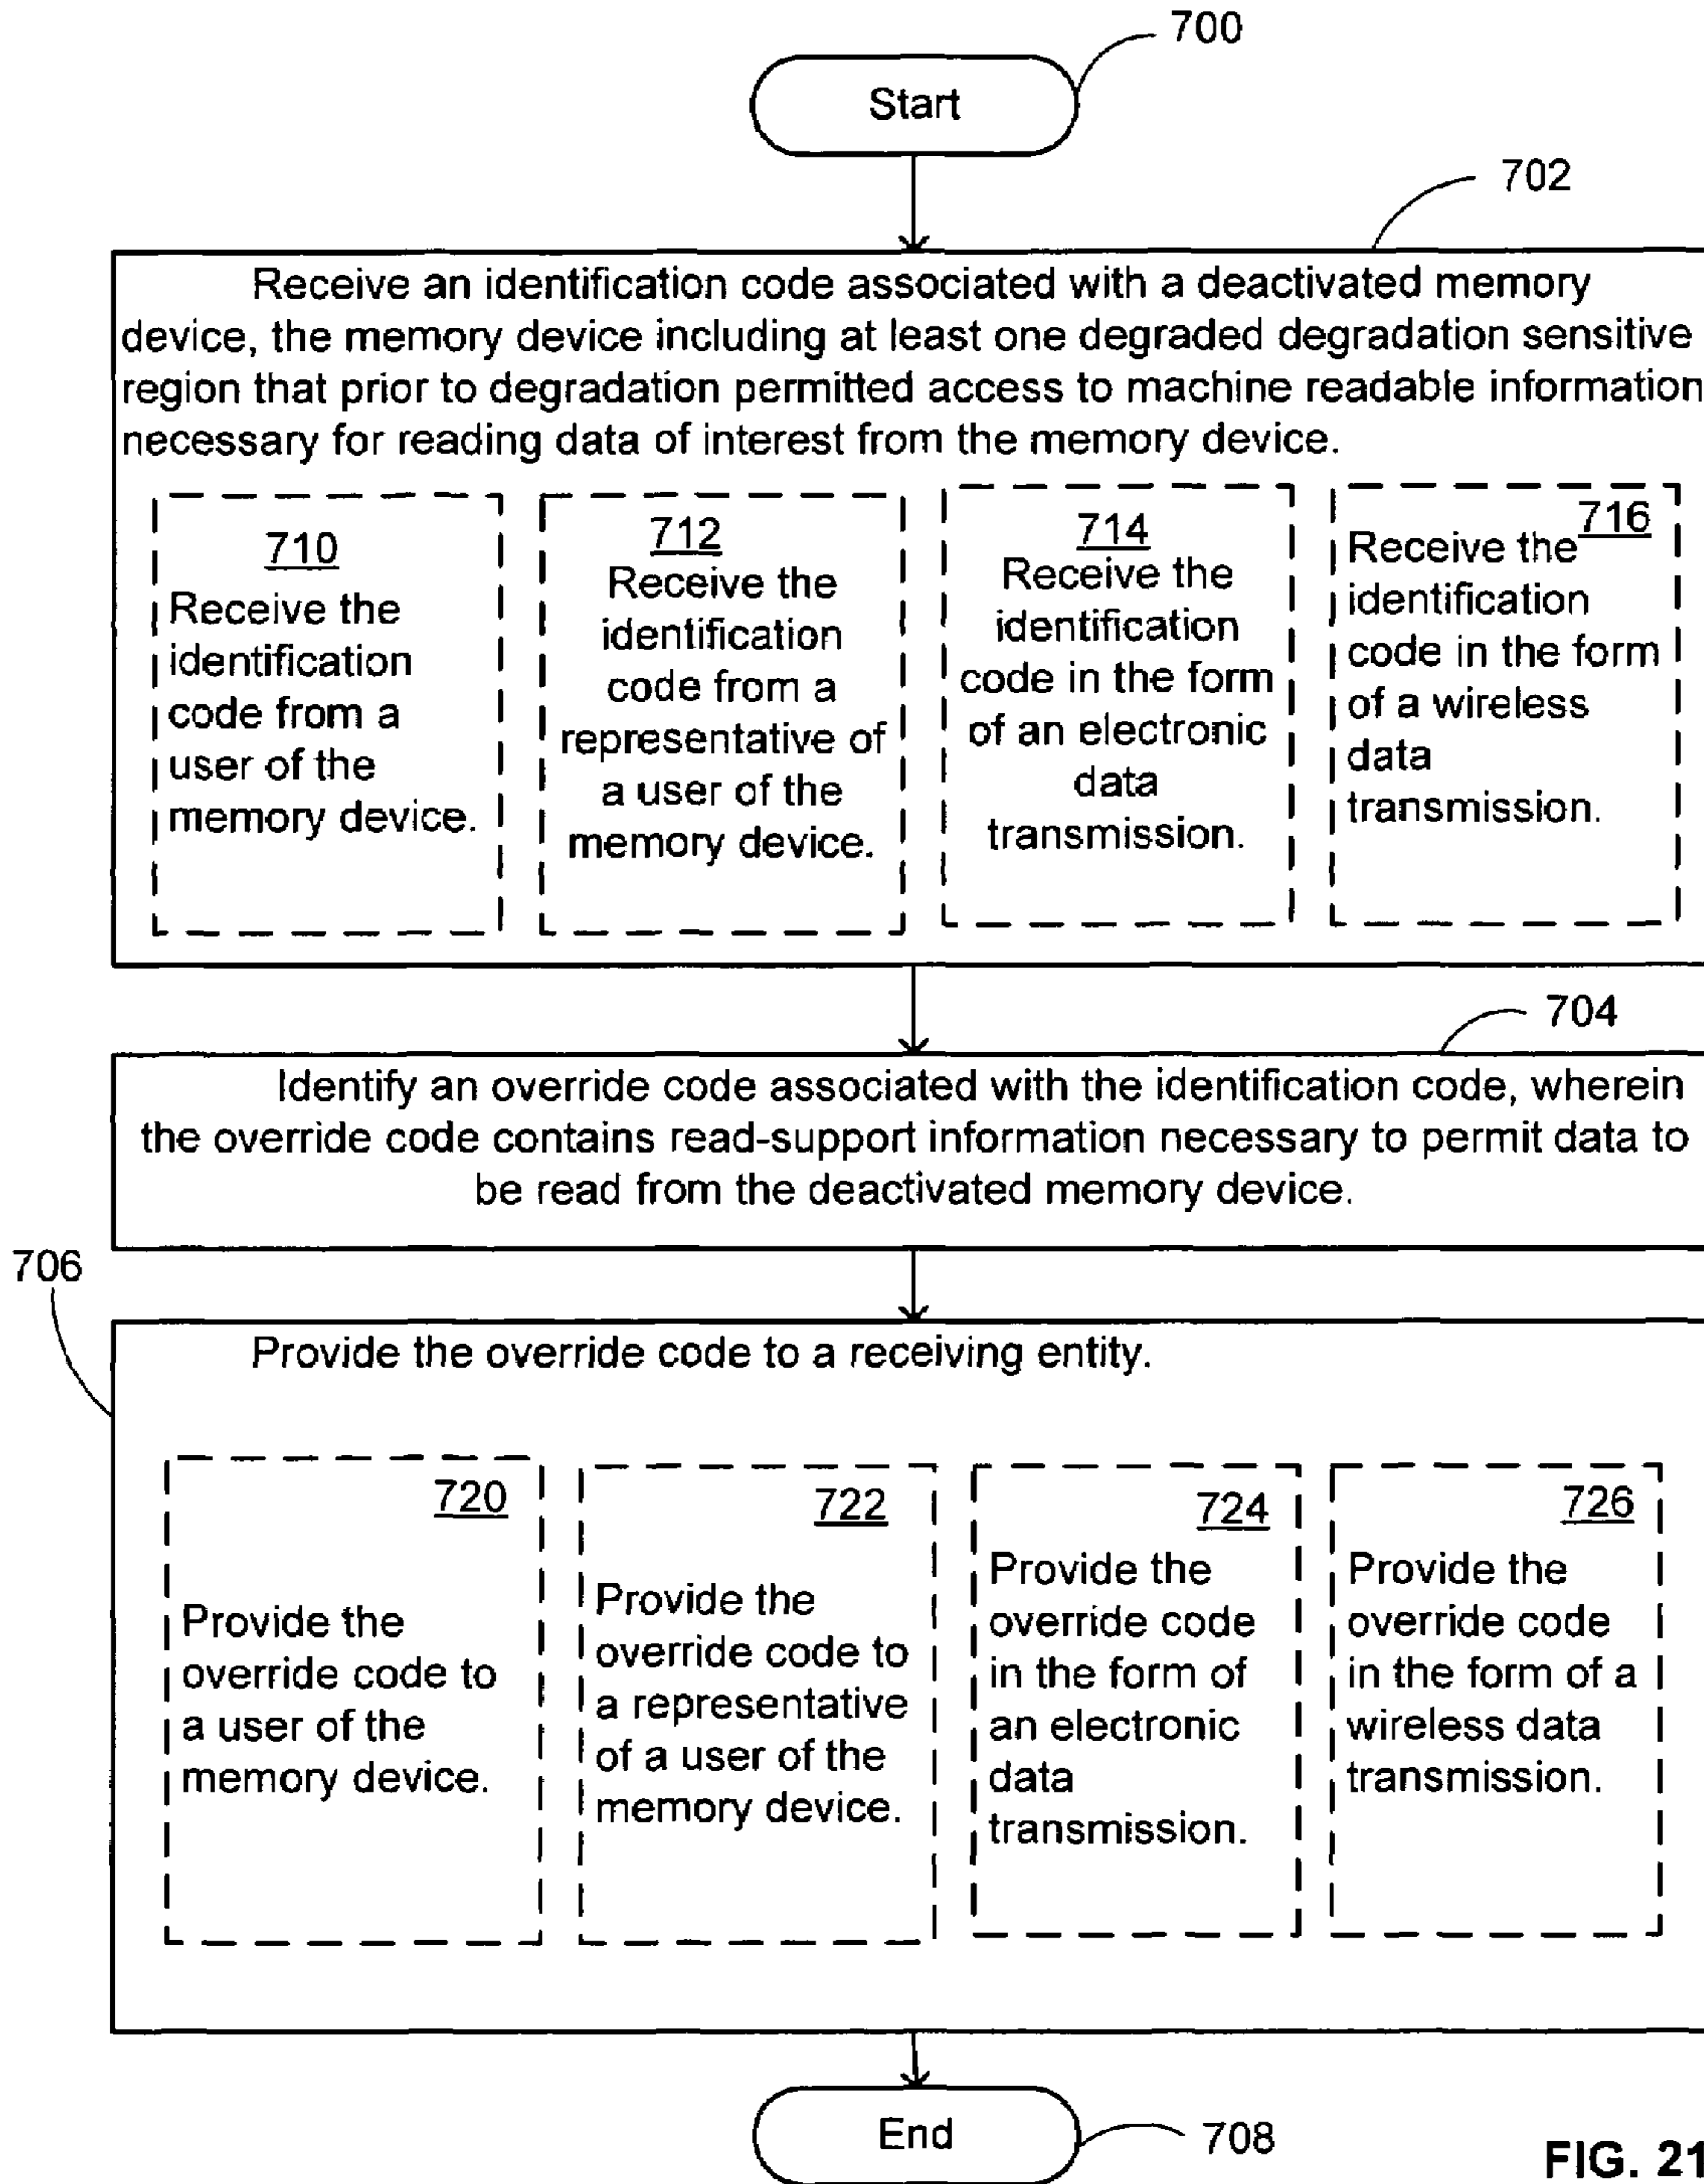 700
Start
702
Receive an identification code associated with a deactivated memory
device, the memory device including at least one degraded degradation sensitive
region that prior to degradation permitted access to machine readable information
necessary for reading data of interest from the memory device.
710
Receive the
identification
code from a
user of the
memory device.
712
Receive the
identification
code from a
representative of
a user of the
memory device.
714
Receive the
identification
code in the form
of an electronic
data
transmission.
716
Receive the
identification
code in the form
of a wireless
data
transmission.
704
Identify an override code associated with the identification code, wherein
the override code contains read-support information necessary to permit data to
be read from the deactivated memory device.
706
Provide the override code to a receiving entity.
720
Provide the
override code to
a user of the
memory device.
722
Provide the
override code to
a representative
of a user of the
memory device.
724
Provide the
override code
in the form of
an electronic
data
transmission.
726
Provide the
override code
in the form of a
wireless data
transmission.
End
708
FIG. 21